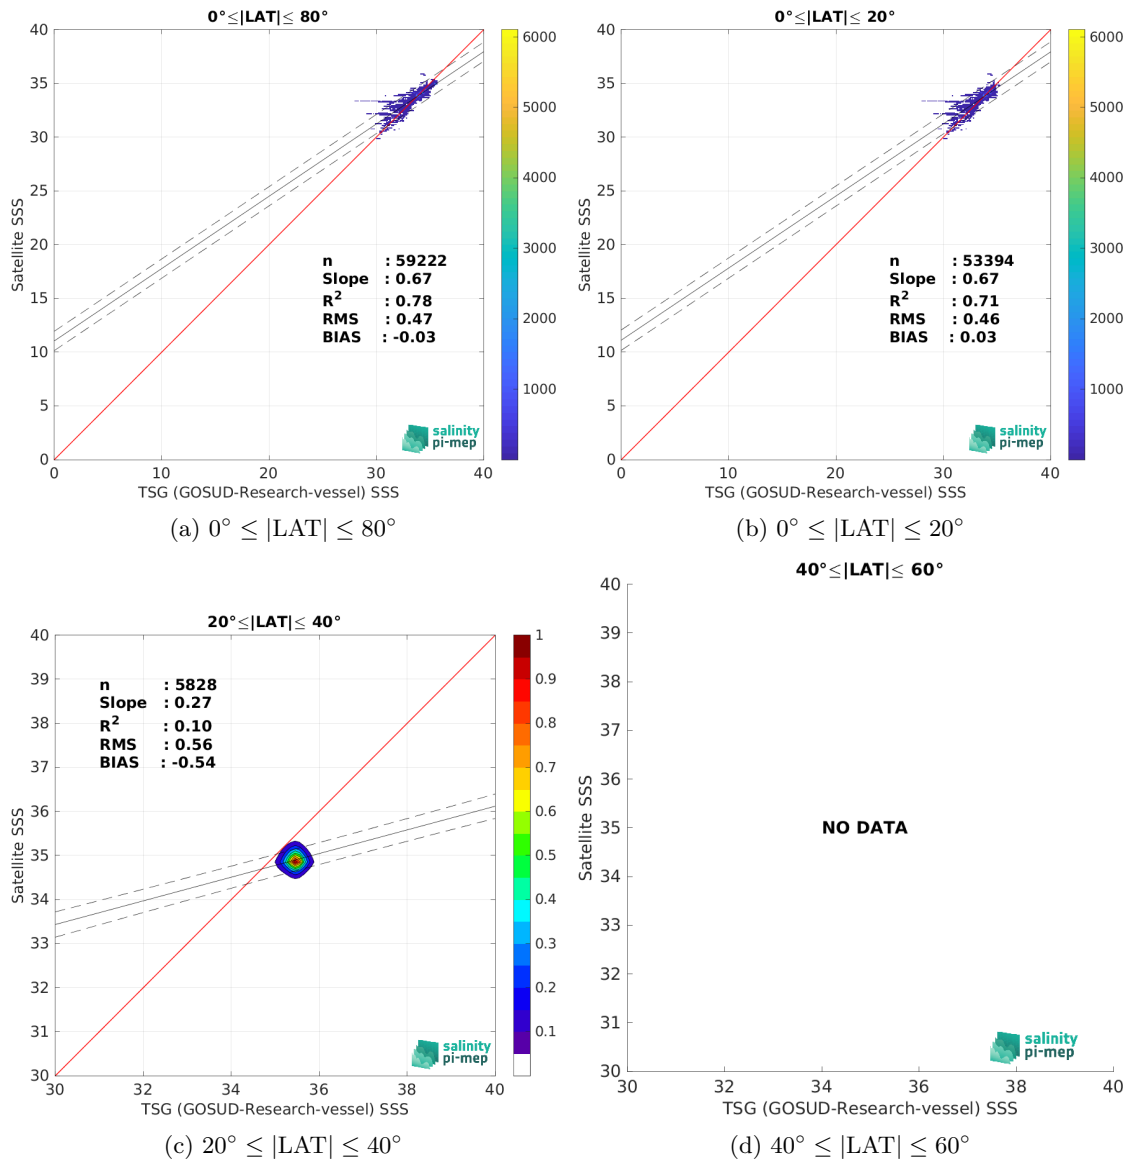 0°≤|LAT|≤ 80°
40
35
30
25
20
15
10
5
0
0
10
20
30
40
Satellite SSS
TSG (GOSUD-Research-vessel) SSS
n : 59222
Slope : 0.67
R² : 0.78
RMS : 0.47
BIAS : -0.03
salinity
pi-mep
6000
5000
4000
3000
2000
1000
(a) 0° ≤ |LAT| ≤ 80°
0°≤|LAT|≤ 20°
40
35
30
25
20
15
10
5
0
0
10
20
30
40
Satellite SSS
TSG (GOSUD-Research-vessel) SSS
n : 53394
Slope : 0.67
R² : 0.71
RMS : 0.46
BIAS : 0.03
salinity
pi-mep
6000
5000
4000
3000
2000
1000
(b) 0° ≤ |LAT| ≤ 20°
20°≤|LAT|≤ 40°
40
39
38
37
36
35
34
33
32
31
30
30
32
34
36
38
40
Satellite SSS
TSG (GOSUD-Research-vessel) SSS
n : 5828
Slope : 0.27
R² : 0.10
RMS : 0.56
BIAS : -0.54
salinity
pi-mep
1
0.9
0.8
0.7
0.6
0.5
0.4
0.3
0.2
0.1
(c) 20° ≤ |LAT| ≤ 40°
40°≤|LAT|≤ 60°
40
39
38
37
36
35
34
33
32
31
30
30
32
34
36
38
40
Satellite SSS
TSG (GOSUD-Research-vessel) SSS
NO DATA
salinity
pi-mep
(d) 40° ≤ |LAT| ≤ 60°